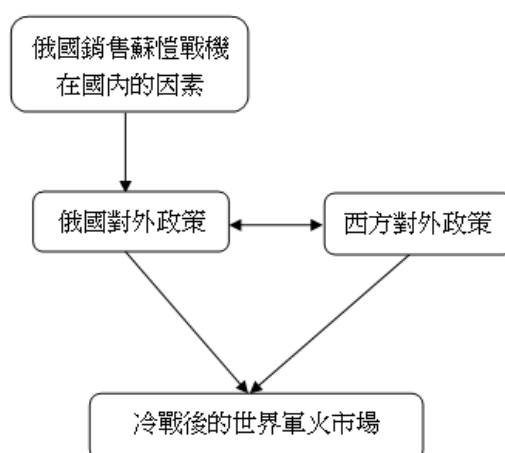 俄國銷售蘇愷戰機
在國內的因素
俄國對外政策
西方對外政策
冷戰後的世界軍火市場